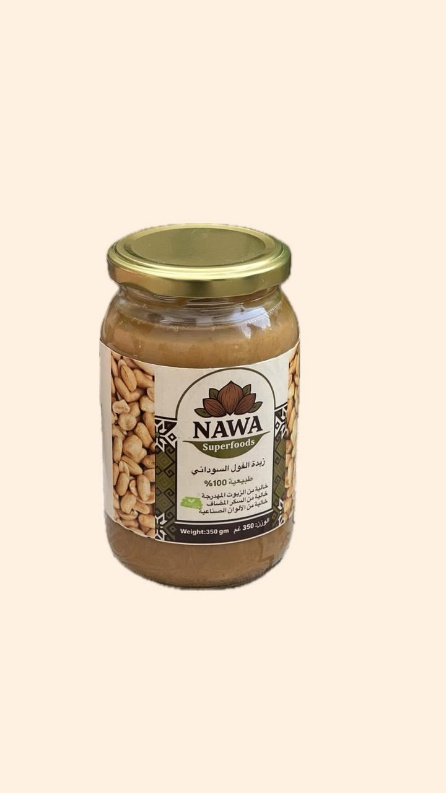 NAWA
Superfoods
زبدة الفول السوداني
طبيعية 100%
خالية من الزيوت المهدرجة
خالية من السكر المضاف
خالية من الألوان الصناعية
Weight:350 gm الوزن: 350 غم